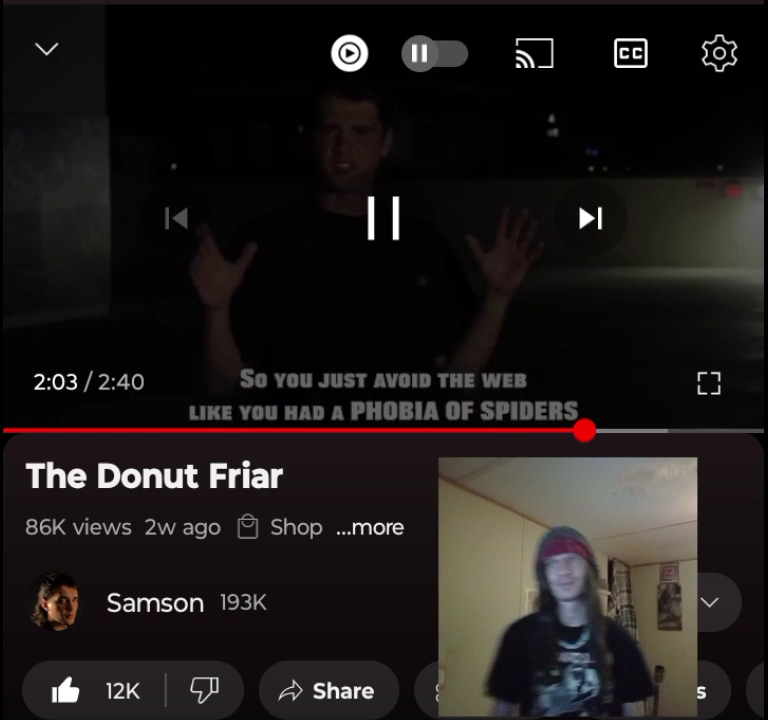 CC
2:03 / 2:40
So you just avoid the web
like you had a PHOBIA OF SPIDERS
The Donut Friar
86K views 2w ago Shop ...more
Samson 193K
12K Share s